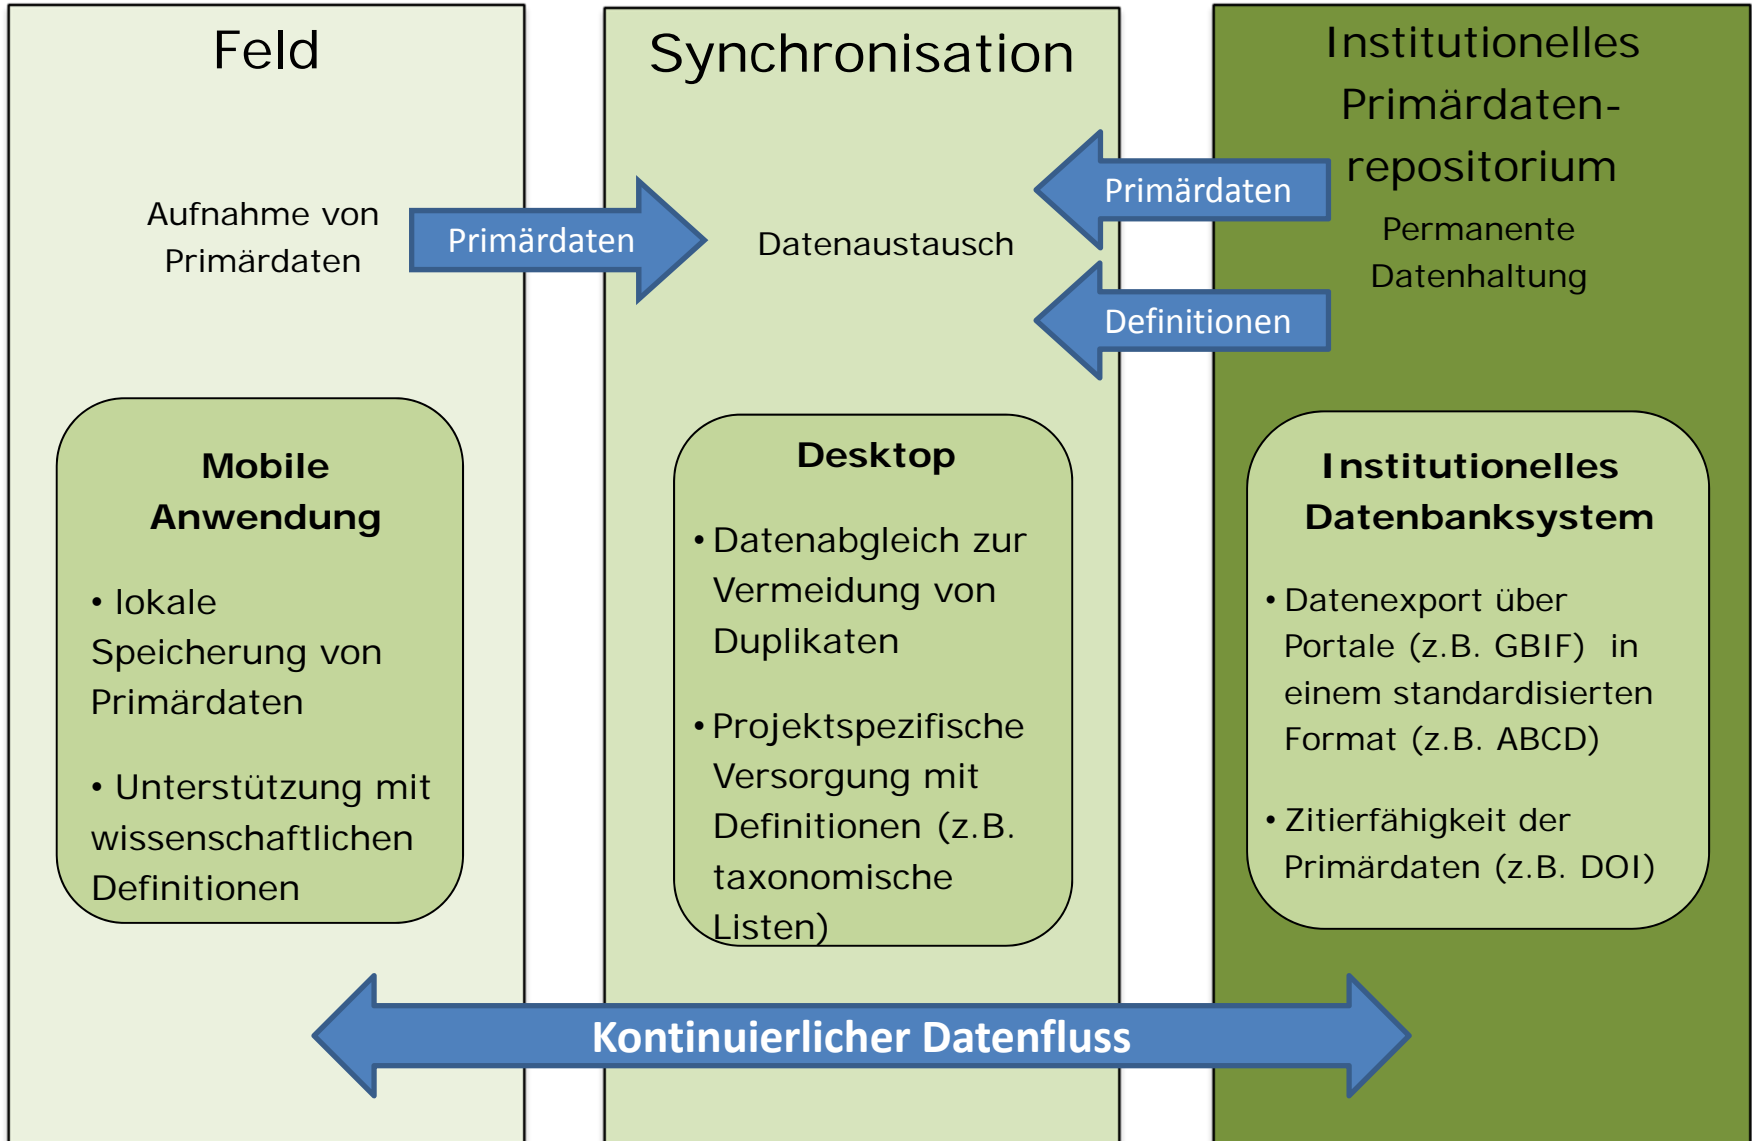 Feld
Aufnahme von
Primärdaten
Primärdaten
Mobile
Anwendung
• lokale
Speicherung von
Primärdaten
• Unterstützung mit
wissenschaftlichen
Definitionen
Synchronisation
Datenaustausch
Desktop
• Datenabgleich zur
Vermeidung von
Duplikaten
• Projektspezifische
Versorgung mit
Definitionen (z.B.
taxonomische
Listen)
Institutionelles
Primärdaten-
repositorium
Primärdaten
Permanente
Datenhaltung
Definitionen
Institutionelles
Datenbanksystem
• Datenexport über
Portale (z.B. GBIF) in
einem standardisierten
Format (z.B. ABCD)
• Zitierfähigkeit der
Primärdaten (z.B. DOI)
Kontinuierlicher Datenfluss